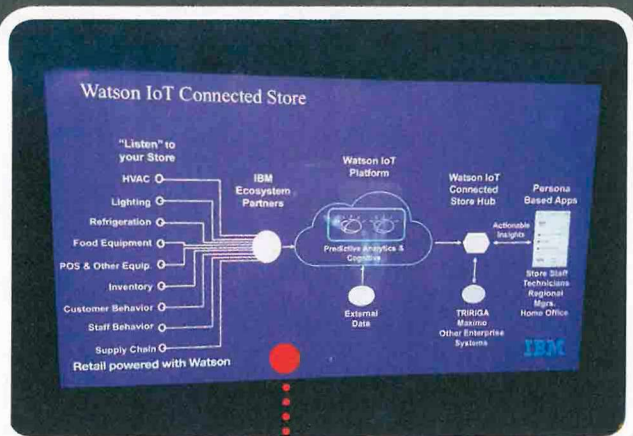 Watson IoT Connected Store
"Listen" to
your Store
HVAC
Lighting
Refrigeration
Food Equipment
POS & Other Equip.
Inventory
Customer Behavior
Staff Behavior
Supply Chain
IBM
Ecosystem
Partners
Watson IoT
Platform
Predictive Analytics &
Cognitive
External
Data
Watson IoT
Connected
Store Hub
TRIRIGA
Maximo
Other Enterprise
Systems
Actionable
Insights
Persona
Based Apps
Store Staff
Technicians
Regional
Mgrs.
Home Office
Retail powered with Watson
IBM